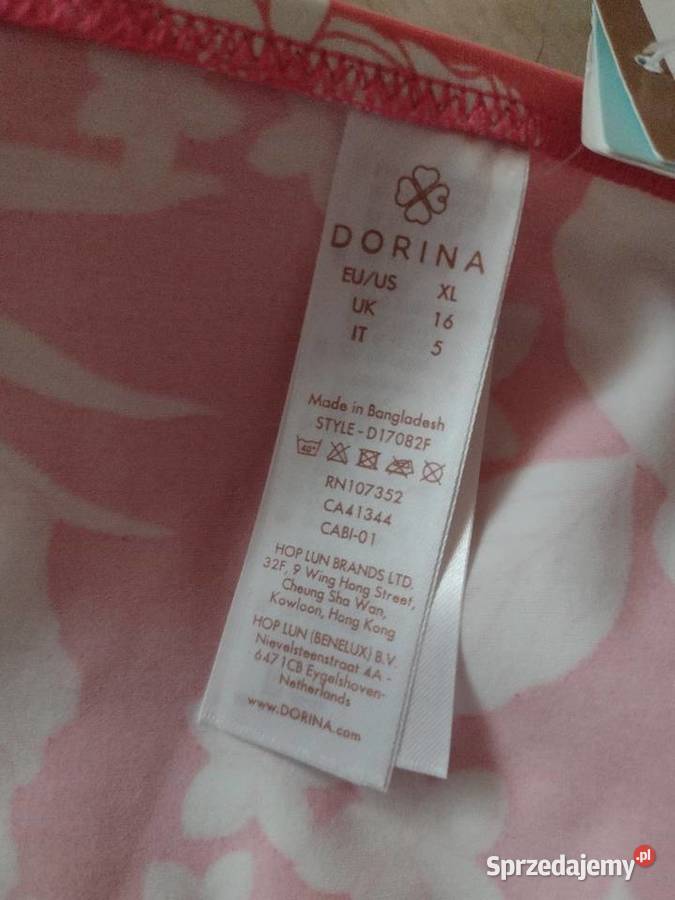 DORINA
EU/US XL
UK 16
IT 5
Made in Bangladesh
STYLE - D17082F
40°
RN107352
CA41344
CABI-01
HOP LUN BRANDS LTD.
32F, 9 Wing Hong Street,
Cheung Sha Wan,
Kowloon, Hong Kong
HOP LUN (BENELUX) B.V.
Nievelsteenstraat 4A -
6471CB Eygelshoven-
Netherlands
www.DORINA.com
Sprzedajemy.pl